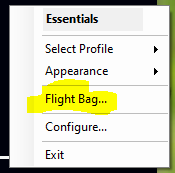 Essentials
Select Profile
Appearance
Flight Bag...
Configure...
Exit